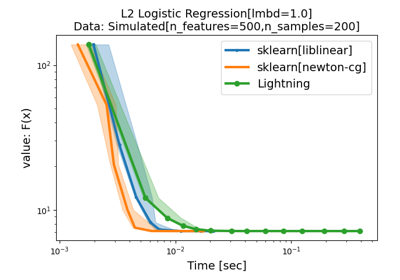 L2 Logistic Regression[lmbd=1.0]
Data: Simulated[n_features=500,n_samples=200]
sklearn[liblinear]
sklearn[newton-cg]
Lightning
value: F(x)
10²
10¹
10⁻³
10⁻²
10⁻¹
Time [sec]